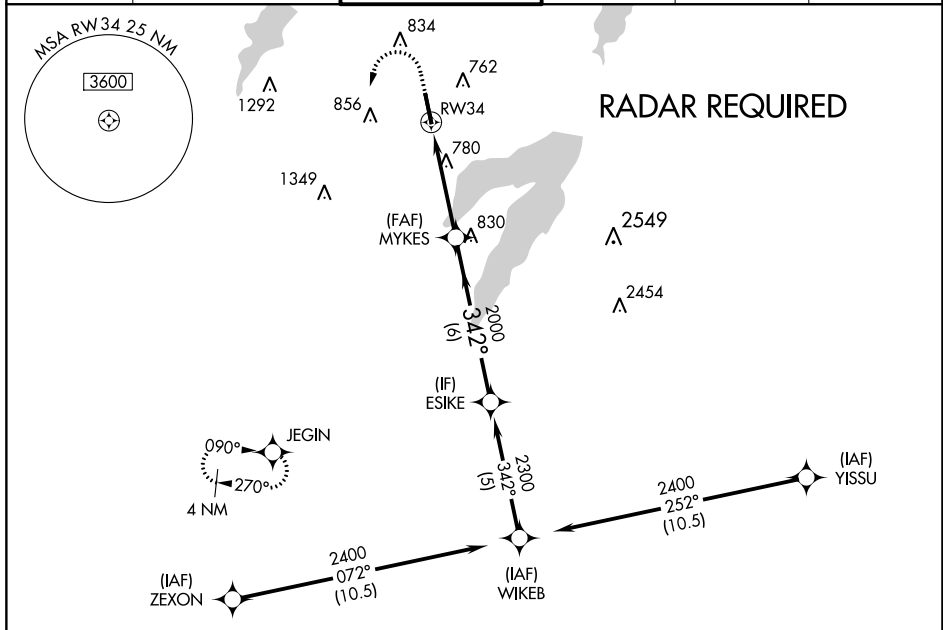 MSA RW34 25 NM
3600
1292
834
762
856
RW34
RADAR REQUIRED
780
1349
(FAF)
MYKES
830
2549
2454
2000
342°
(6)
(IF)
ESIKE
JEGIN
090°
270°
4 NM
2300
342°
(5)
(IAF)
YISSU
2400
252°
(10.5)
2400
072°
(10.5)
(IAF)
ZEXON
(IAF)
WIKEB